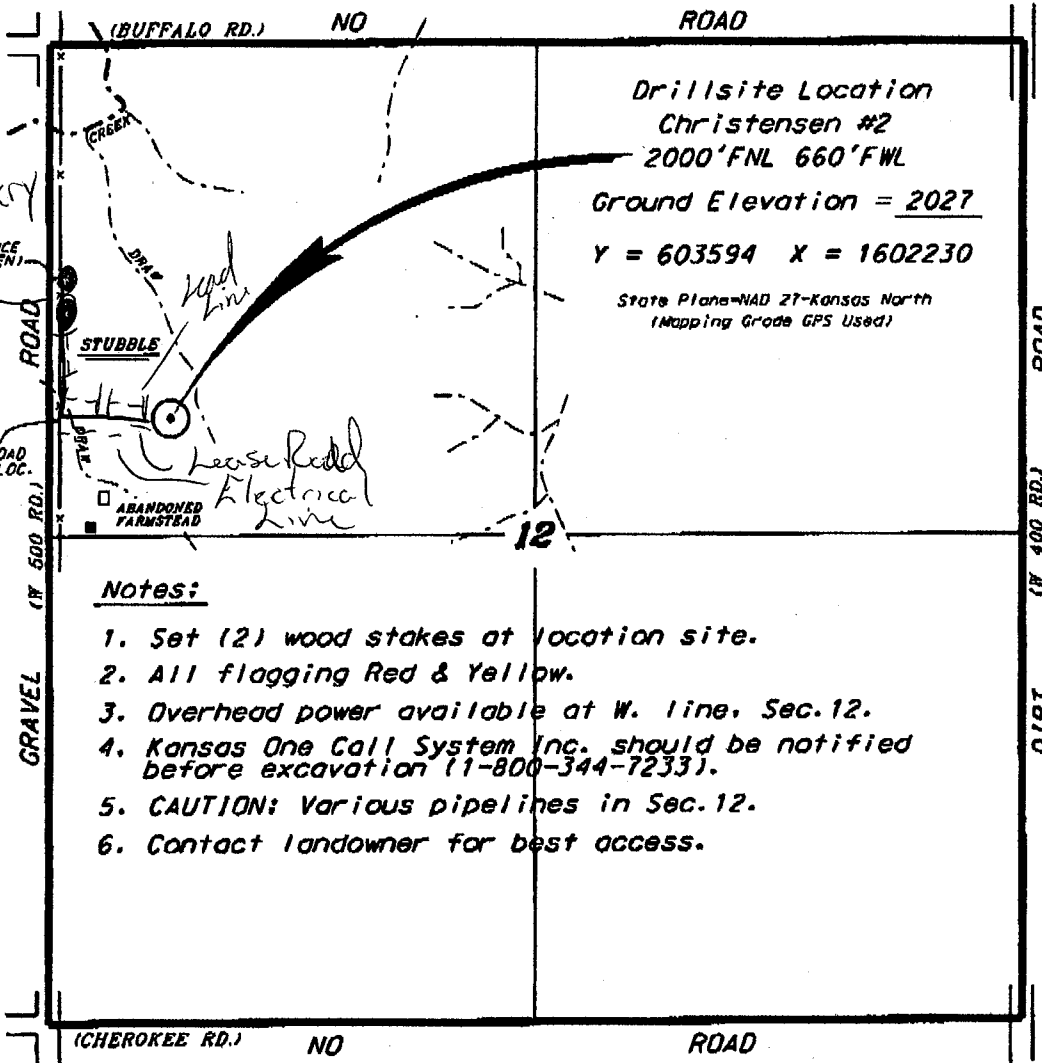 (BUFFALO RD.) NO ROAD
Drillsite Location
Christensen #2
2000'FNL 660'FWL
Ground Elevation = 2027
Y = 603594 X = 1602230
State Plane=NAD 27-Kansas North
(Mapping Grade GPS Used)
CREEK
DRAW
Lead
Line
STUBBLE
Lease Road
Electrical
Line
DRAW
ABANDONED
FARMSTEAD
12
GRAVEL (W 500 RD.) ROAD
DIRT (W 400 RD.) ROAD
Notes:
1. Set (2) wood stakes at location site.
2. All flagging Red & Yellow.
3. Overhead power available at W. line, Sec.12.
4. Kansas One Call System Inc. should be notified
before excavation (1-800-344-7233).
5. CAUTION: Various pipelines in Sec.12.
6. Contact landowner for best access.
(CHEROKEE RD.) NO ROAD